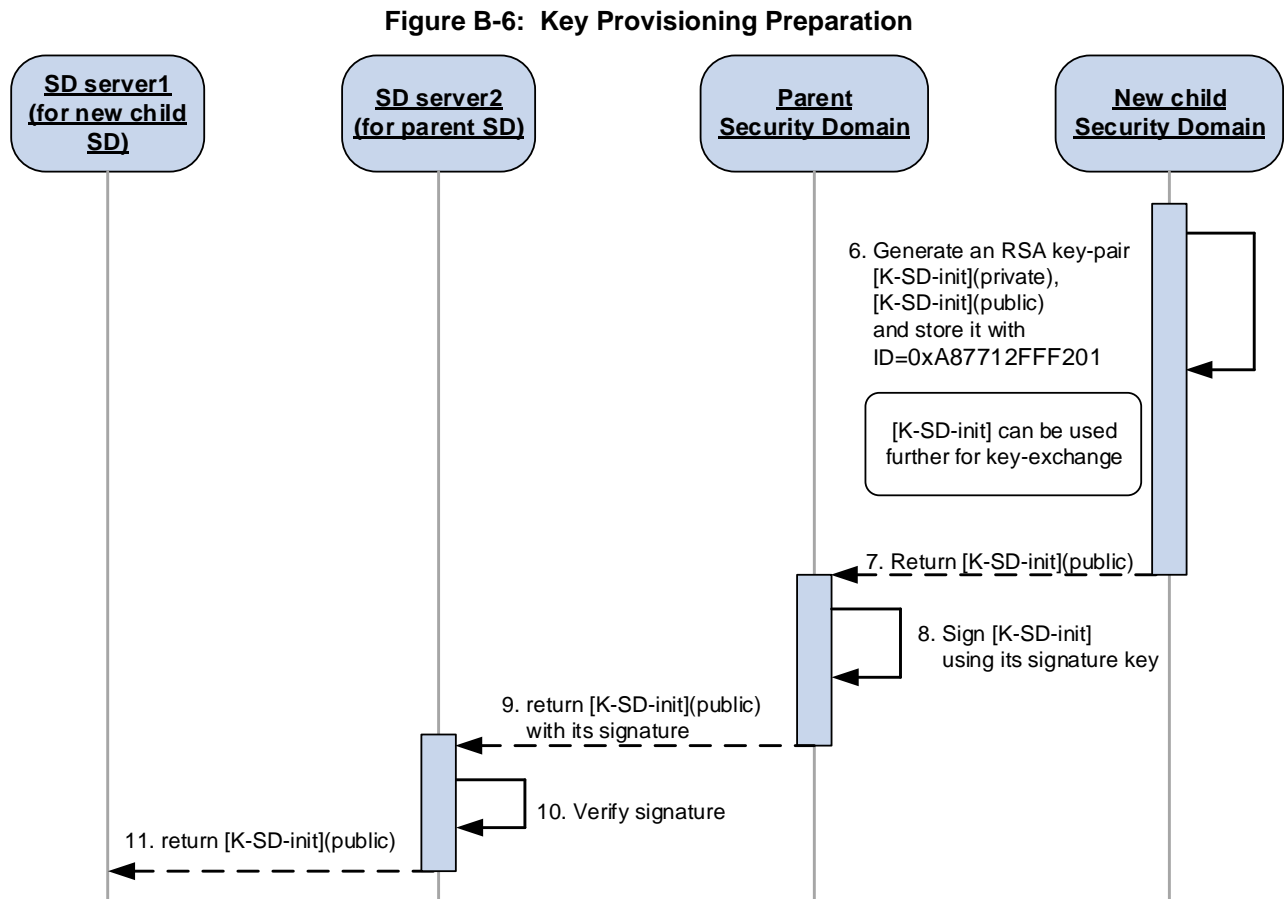 Figure B-6: Key Provisioning Preparation
SD server1
(for new child
SD)
SD server2
(for parent SD)
Parent
Security Domain
New child
Security Domain
6. Generate an RSA key-pair
[K-SD-init](private),
[K-SD-init](public)
and store it with
ID=0xA87712FFF201
[K-SD-init] can be used
further for key-exchange
7. Return [K-SD-init](public)
8. Sign [K-SD-init]
using its signature key
9. return [K-SD-init](public)
with its signature
10. Verify signature
11. return [K-SD-init](public)